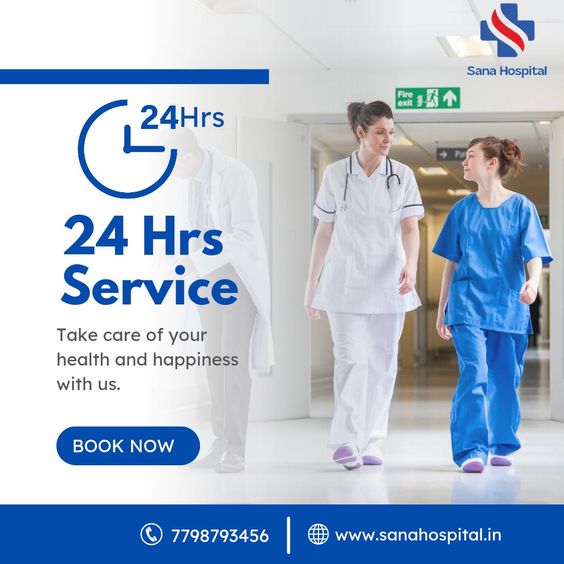 Sana Hospital
24Hrs
Fire
exit
24 Hrs
Service
Take care of your
health and happiness
with us.
BOOK NOW
7798793456
www.sanahospital.in